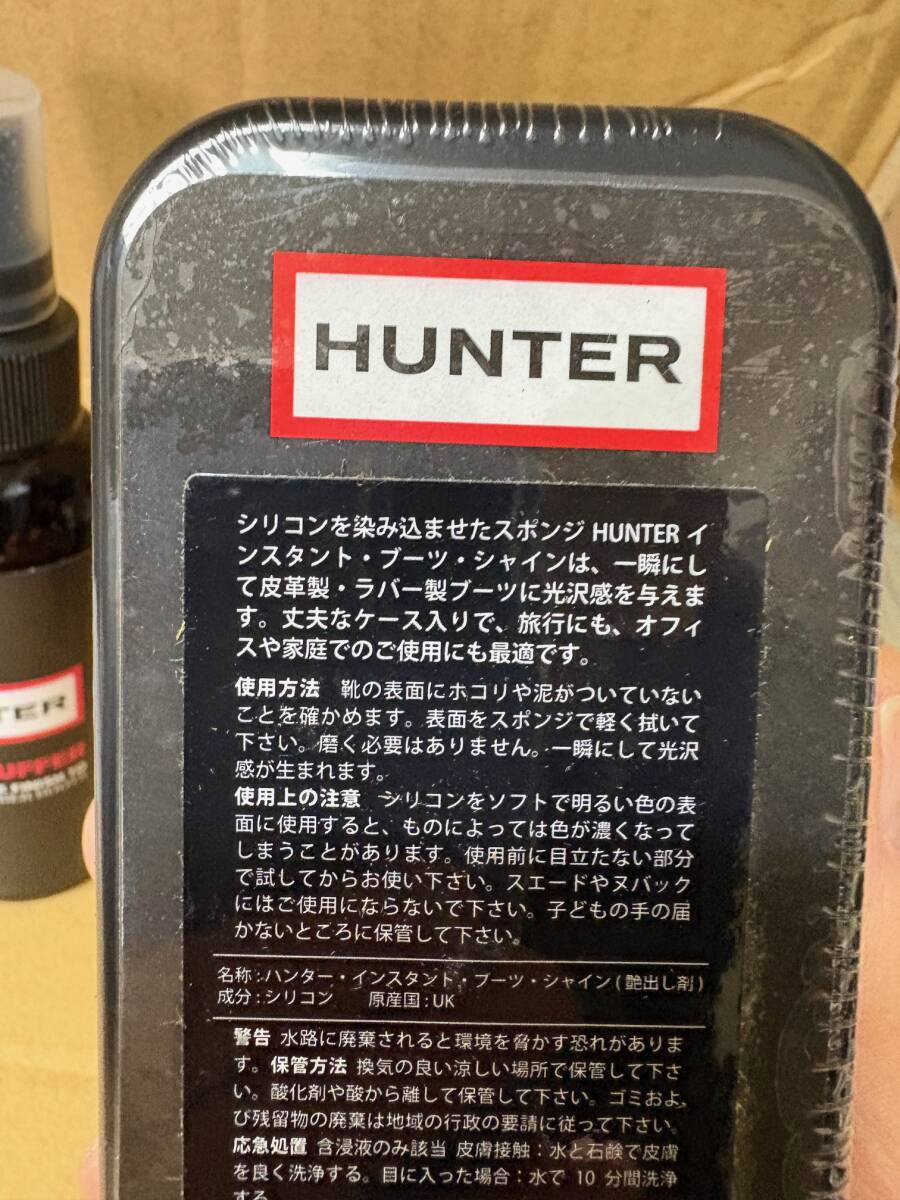 HUNTER
シリコンを染み込ませたスポンジ HUNTER イ
ンスタント・ブーツ・シャインは、一瞬にし
て皮革製・ラバー製ブーツに光沢感を与えま
す。丈夫なケース入りで、旅行にも、オフィ
スや家庭でのご使用にも最適です。
使用方法 靴の表面にホコリや泥がついていない
ことを確かめます。表面をスポンジで軽く拭いて
下さい。磨く必要はありません。一瞬にして光沢
感が生まれます。
使用上の注意 シリコンをソフトで明るい色の表
面に使用すると、ものによっては色が濃くなって
しまうことがあります。使用前に目立たない部分
で試してからお使い下さい。スエードやヌバック
にはご使用にならないで下さい。子どもの手の届
かないところに保管して下さい。
名称：ハンター・インスタント・ブーツ・シャイン ( 艶出し剤 )
成分：シリコン 原産国：UK
警告 水路に廃棄されると環境を脅かす恐れがありま
す。保管方法 換気の良い涼しい場所で保管して下さ
い。酸化剤や酸から離して保管して下さい。ゴミおよ
び残留物の廃棄は地域の行政の要請に従って下さい。
応急処置 含浸液のみ該当 皮膚接触：水と石鹸で皮膚
を良く洗浄する。目に入った場合：水で 10 分間洗浄
する
TER
UFFER